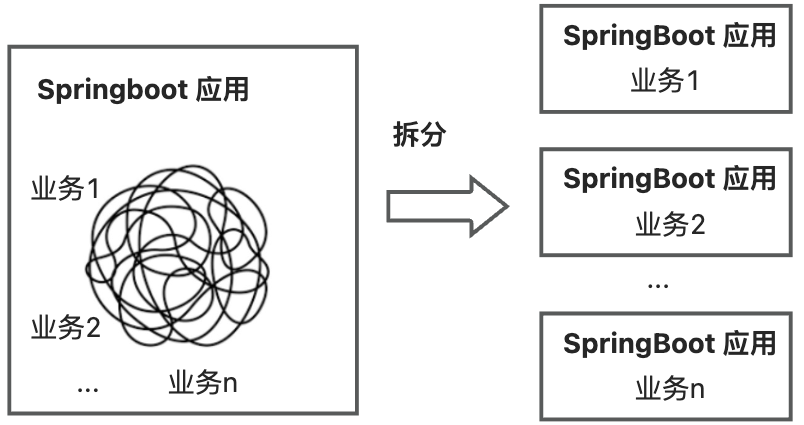 Springboot 应用
业务1
业务2
... 业务n
拆分
SpringBoot 应用
业务1
SpringBoot 应用
业务2
...
SpringBoot 应用
业务n